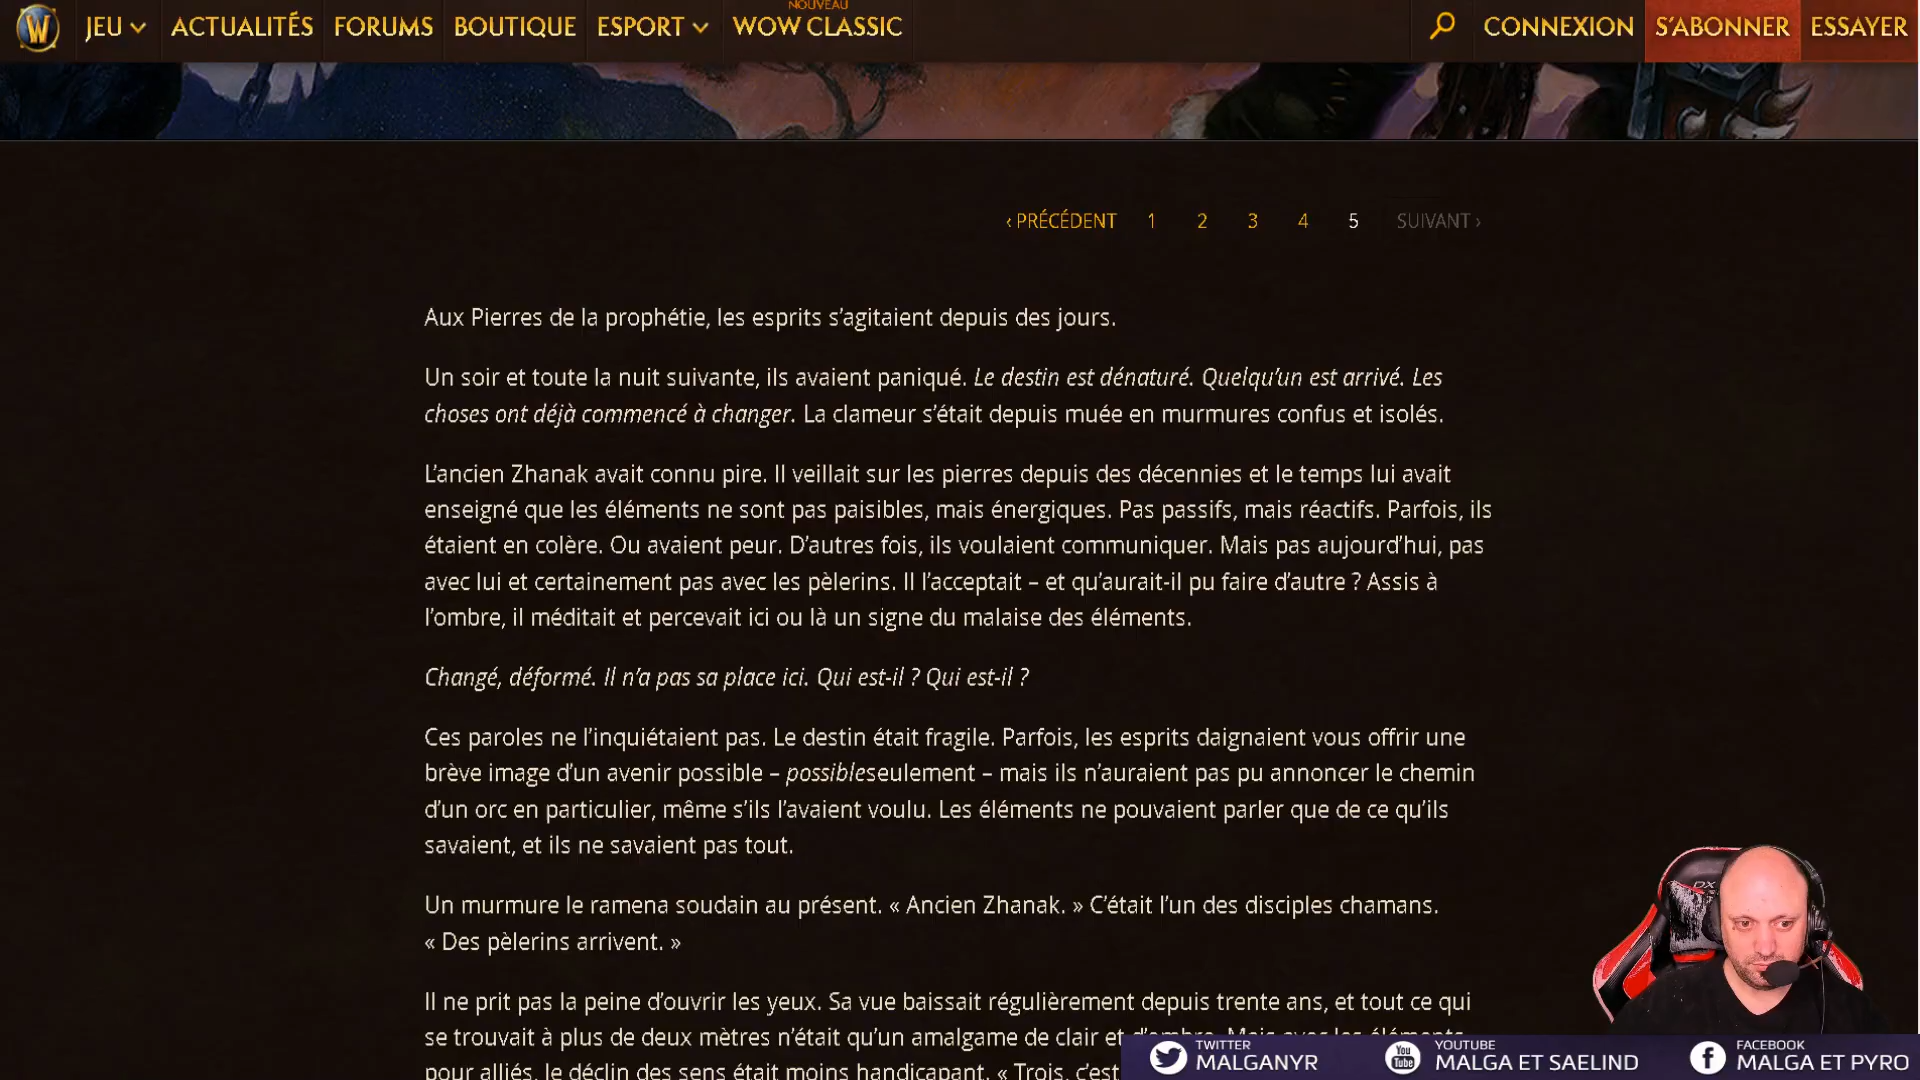 NOUVEAU
JEU ACTUALITÉS FORUMS BOUTIQUE ESPORT WOW CLASSIC CONNEXION S'ABONNER ESSAYER
‹ PRÉCÉDENT 1 2 3 4 5 SUIVANT ›
Aux Pierres de la prophétie, les esprits s’agitaient depuis des jours.
Un soir et toute la nuit suivante, ils avaient paniqué. Le destin est dénaturé. Quelqu’un est arrivé. Les
choses ont déjà commencé à changer. La clameur s’était depuis muée en murmures confus et isolés.
L’ancien Zhanak avait connu pire. Il veillait sur les pierres depuis des décennies et le temps lui avait
enseigné que les éléments ne sont pas paisibles, mais énergiques. Pas passifs, mais réactifs. Parfois, ils
étaient en colère. Ou avaient peur. D’autres fois, ils voulaient communiquer. Mais pas aujourd’hui, pas
avec lui et certainement pas avec les pèlerins. Il l’acceptait – et qu’aurait-il pu faire d’autre ? Assis à
l’ombre, il méditait et percevait ici ou là un signe du malaise des éléments.
Changé, déformé. Il n’a pas sa place ici. Qui est-il ? Qui est-il ?
Ces paroles ne l’inquiétaient pas. Le destin était fragile. Parfois, les esprits daignaient vous offrir une
brève image d’un avenir possible – possibleseulement – mais ils n’auraient pas pu annoncer le chemin
d’un orc en particulier, même s’ils l’avaient voulu. Les éléments ne pouvaient parler que de ce qu’ils
savaient, et ils ne savaient pas tout.
Un murmure le ramena soudain au présent. « Ancien Zhanak. » C’était l’un des disciples chamans.
« Des pèlerins arrivent. »
Il ne prit pas la peine d’ouvrir les yeux. Sa vue baissait régulièrement depuis trente ans, et tout ce qui
se trouvait à plus de deux mètres n’était qu’un amalgame de clair et d’ombre. Mais avec les éléments
pour alliés, le déclin des sens était moins handicapant. « Trois, c’est
TWITTER
MALGANYR
YOUTUBE
MALGA ET SAELIND
FACEBOOK
MALGA ET PYRO